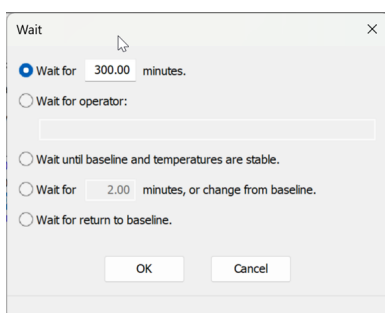 Wait
Wait for 300.00 minutes.
Wait for operator:
Wait until baseline and temperatures are stable.
Wait for 2.00 minutes, or change from baseline.
Wait for return to baseline.
OK Cancel